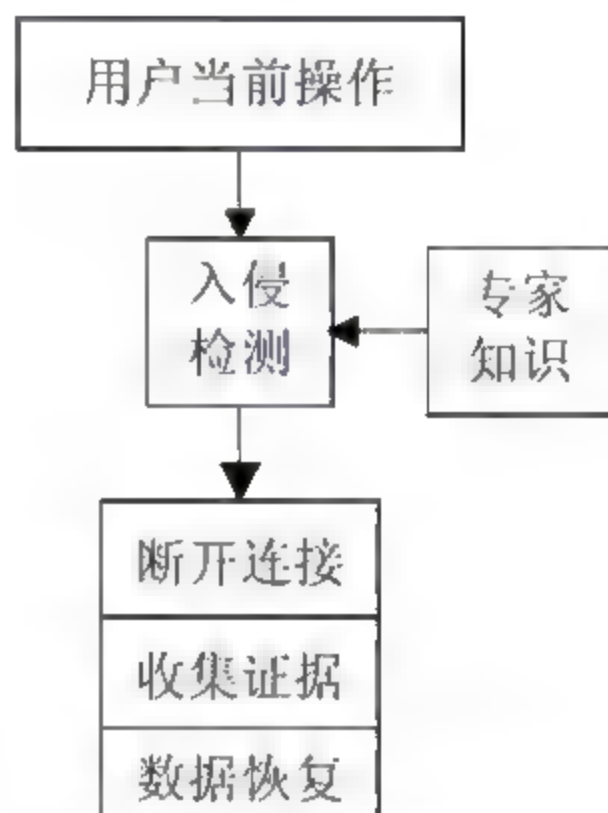 用户当前操作
入侵
检测
专家
知识
断开连接
收集证据
数据恢复